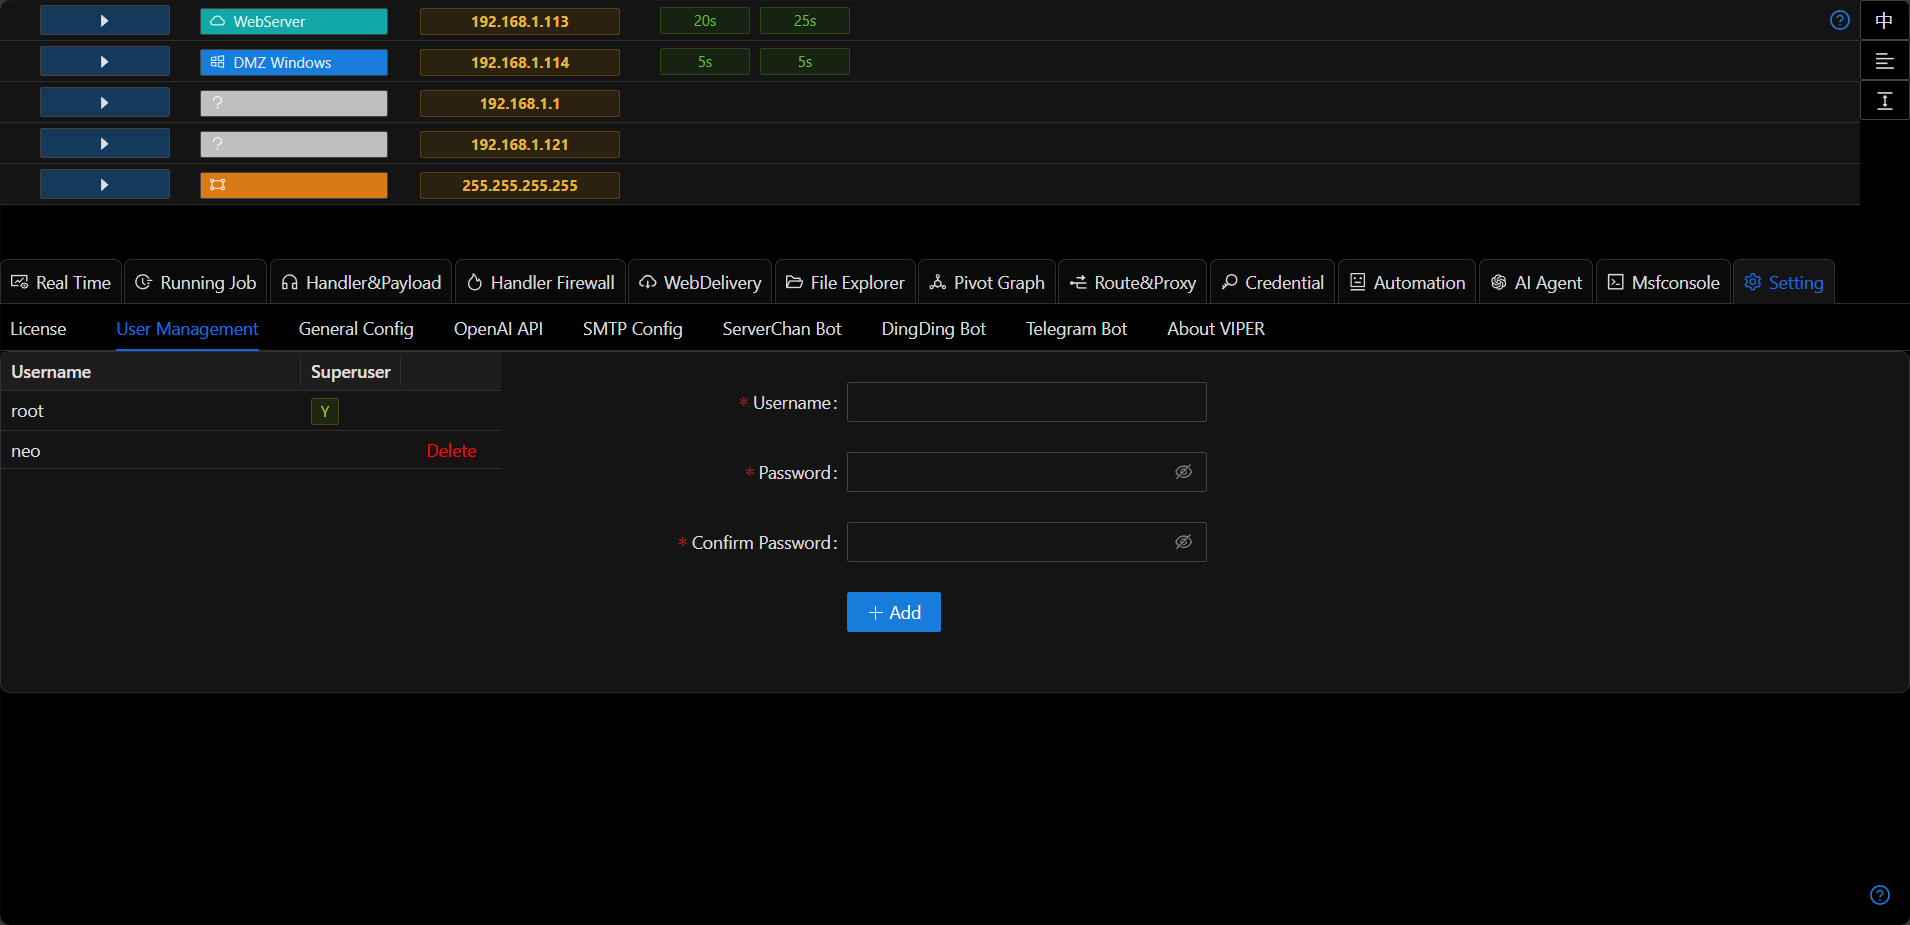 WebServer 192.168.1.113 20s 25s 中
DMZ Windows 192.168.1.114 5s 5s
? 192.168.1.1
? 192.168.1.121
255.255.255.255
Real Time Running Job Handler&Payload Handler Firewall WebDelivery File Explorer Pivot Graph Route&Proxy Credential Automation AI Agent Msfconsole Setting
License User Management General Config OpenAI API SMTP Config ServerChan Bot DingDing Bot Telegram Bot About VIPER
Username Superuser
root Y
neo Delete
* Username:
* Password:
* Confirm Password:
+ Add